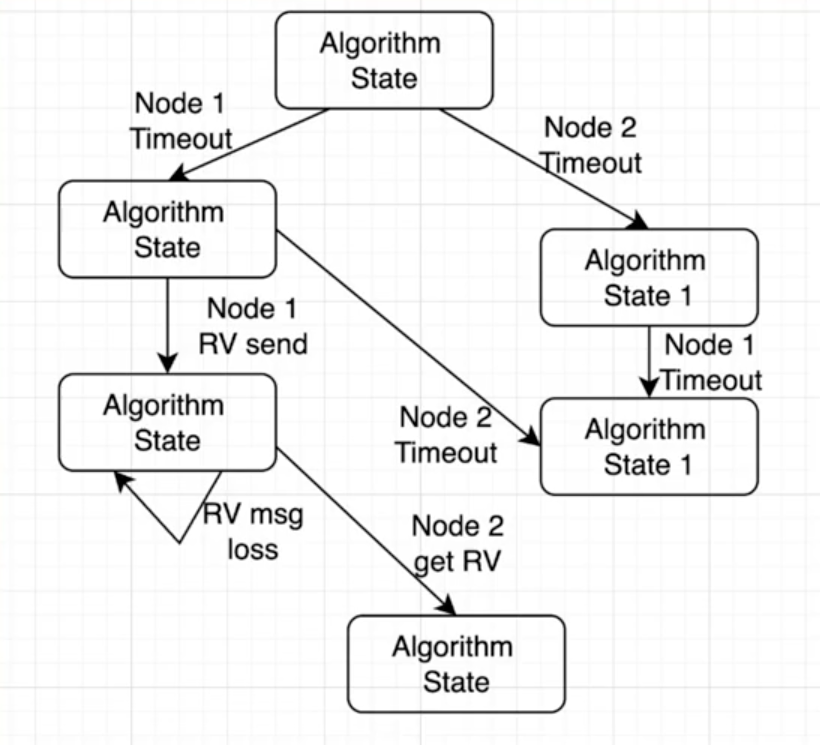 Algorithm
State
Node 1
Timeout
Node 2
Timeout
Algorithm
State
Algorithm
State 1
Node 1
RV send
Node 1
Timeout
Algorithm
State
Node 2
Timeout
Algorithm
State 1
RV msg
loss
Node 2
get RV
Algorithm
State